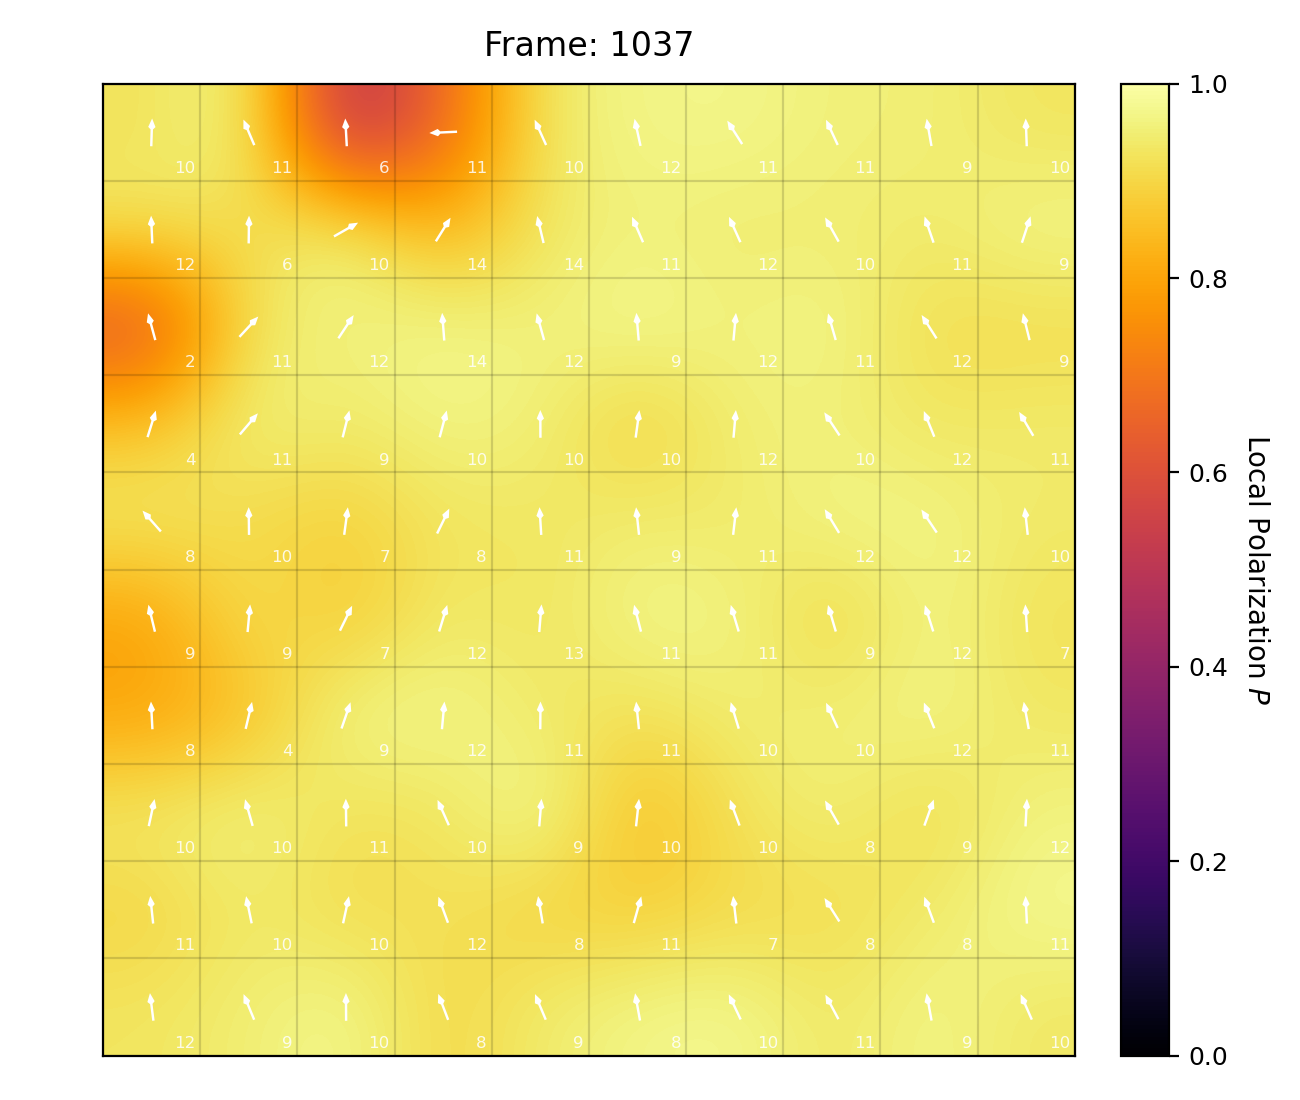 Frame: 1037
10 11 6 11 10 12 11 11 9 10
12 6 10 14 14 11 12 10 11 9
2 11 12 14 12 9 12 11 12 9
4 11 9 10 10 10 12 10 12 11
8 10 7 8 11 9 11 12 12 10
9 9 7 12 13 11 11 9 12 7
8 4 9 12 11 11 10 10 12 11
10 10 11 10 9 10 10 8 9 12
11 10 10 12 8 11 7 8 8 11
12 9 10 8 9 8 10 11 9 10
1.0
0.8
0.6
0.4
0.2
0.0
Local Polarization P